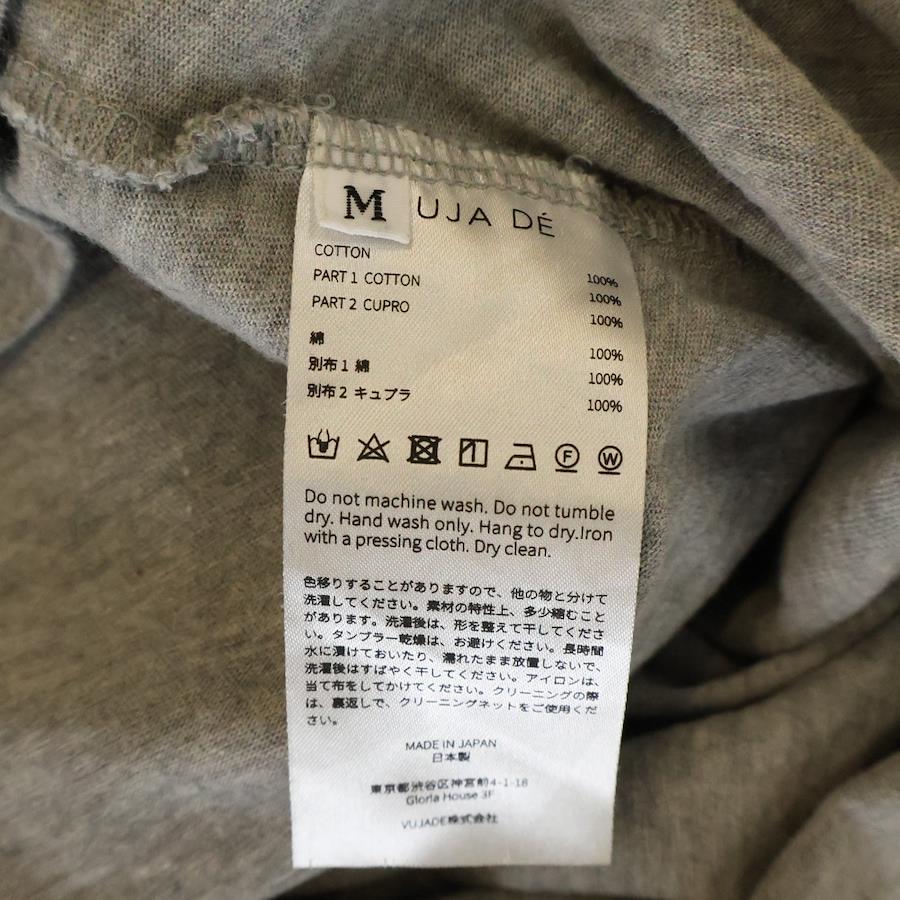 M UJA DÉ
COTTON 100%
PART 1 COTTON 100%
PART 2 CUPRO 100%
綿 100%
別布1 綿 100%
別布2 キュプラ 100%
1 F W
Do not machine wash. Do not tumble
dry. Hand wash only. Hang to dry.Iron
with a pressing cloth. Dry clean.
色移りすることがありますので、他の物と分けて
洗濯してください。素材の特性上、多少縮むこと
があります。洗濯後は、形を整えて干してくださ
い。タンブラー乾燥は、お避けください。長時間
水に漬けておいたり、濡れたまま放置しないで、
洗濯後はすばやく干してください。アイロンは、
当て布をしてかけてください。クリーニングの際
は、裏返しで、クリーニングネットをご使用くだ
さい。
MADE IN JAPAN
日本製
東京都渋谷区神宮前4-1-18
Gloria House 3F
VUJADE株式会社